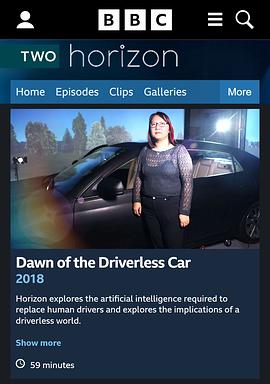 BBC
TWO horizon
Home Episodes Clips Galleries More
Dawn of the Driverless Car
2018
Horizon explores the artificial intelligence required to
replace human drivers and explores the implications of a
driverless world.
Show more
59 minutes